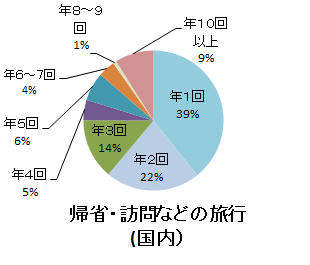 年8～9
回
1%
年10回
以上
9%
年6～7回
4%
年5回
6%
年4回
5%
年3回
14%
年2回
22%
年1回
39%
帰省・訪問などの旅行
(国内)